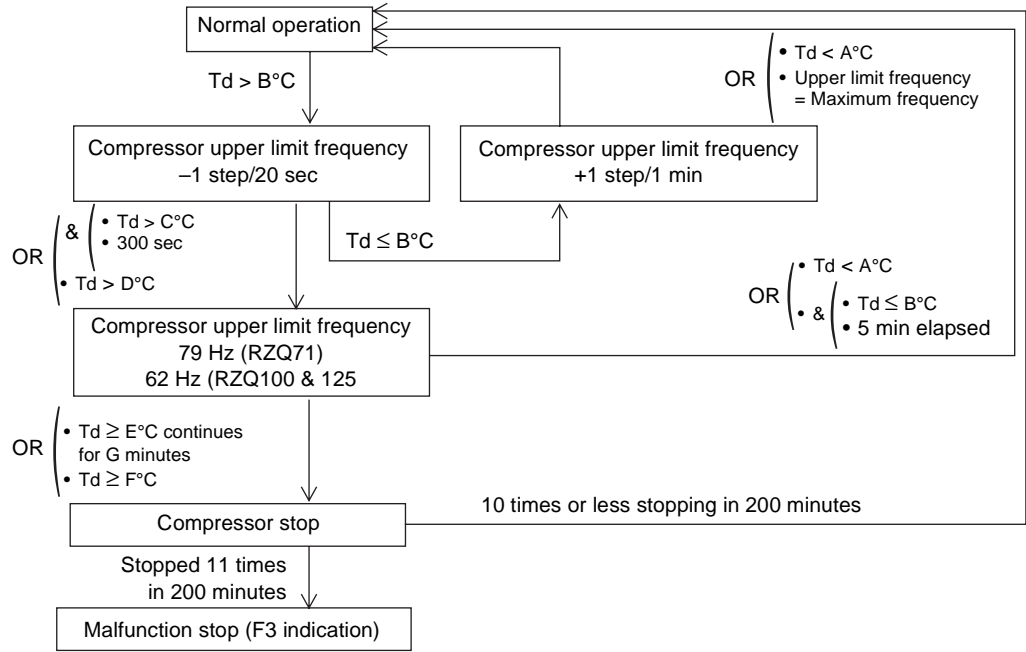 Normal operation
Td > B°C
OR
• Td < A°C
• Upper limit frequency
= Maximum frequency
Compressor upper limit frequency
–1 step/20 sec
Compressor upper limit frequency
+1 step/1 min
OR
&
• Td > C°C
• 300 sec
• Td > D°C
Td ≤ B°C
OR
• Td < A°C
• &
• Td ≤ B°C
• 5 min elapsed
Compressor upper limit frequency
79 Hz (RZQ71)
62 Hz (RZQ100 & 125
OR
• Td ≥ E°C continues
for G minutes
• Td ≥ F°C
Compressor stop
10 times or less stopping in 200 minutes
Stopped 11 times
in 200 minutes
Malfunction stop (F3 indication)